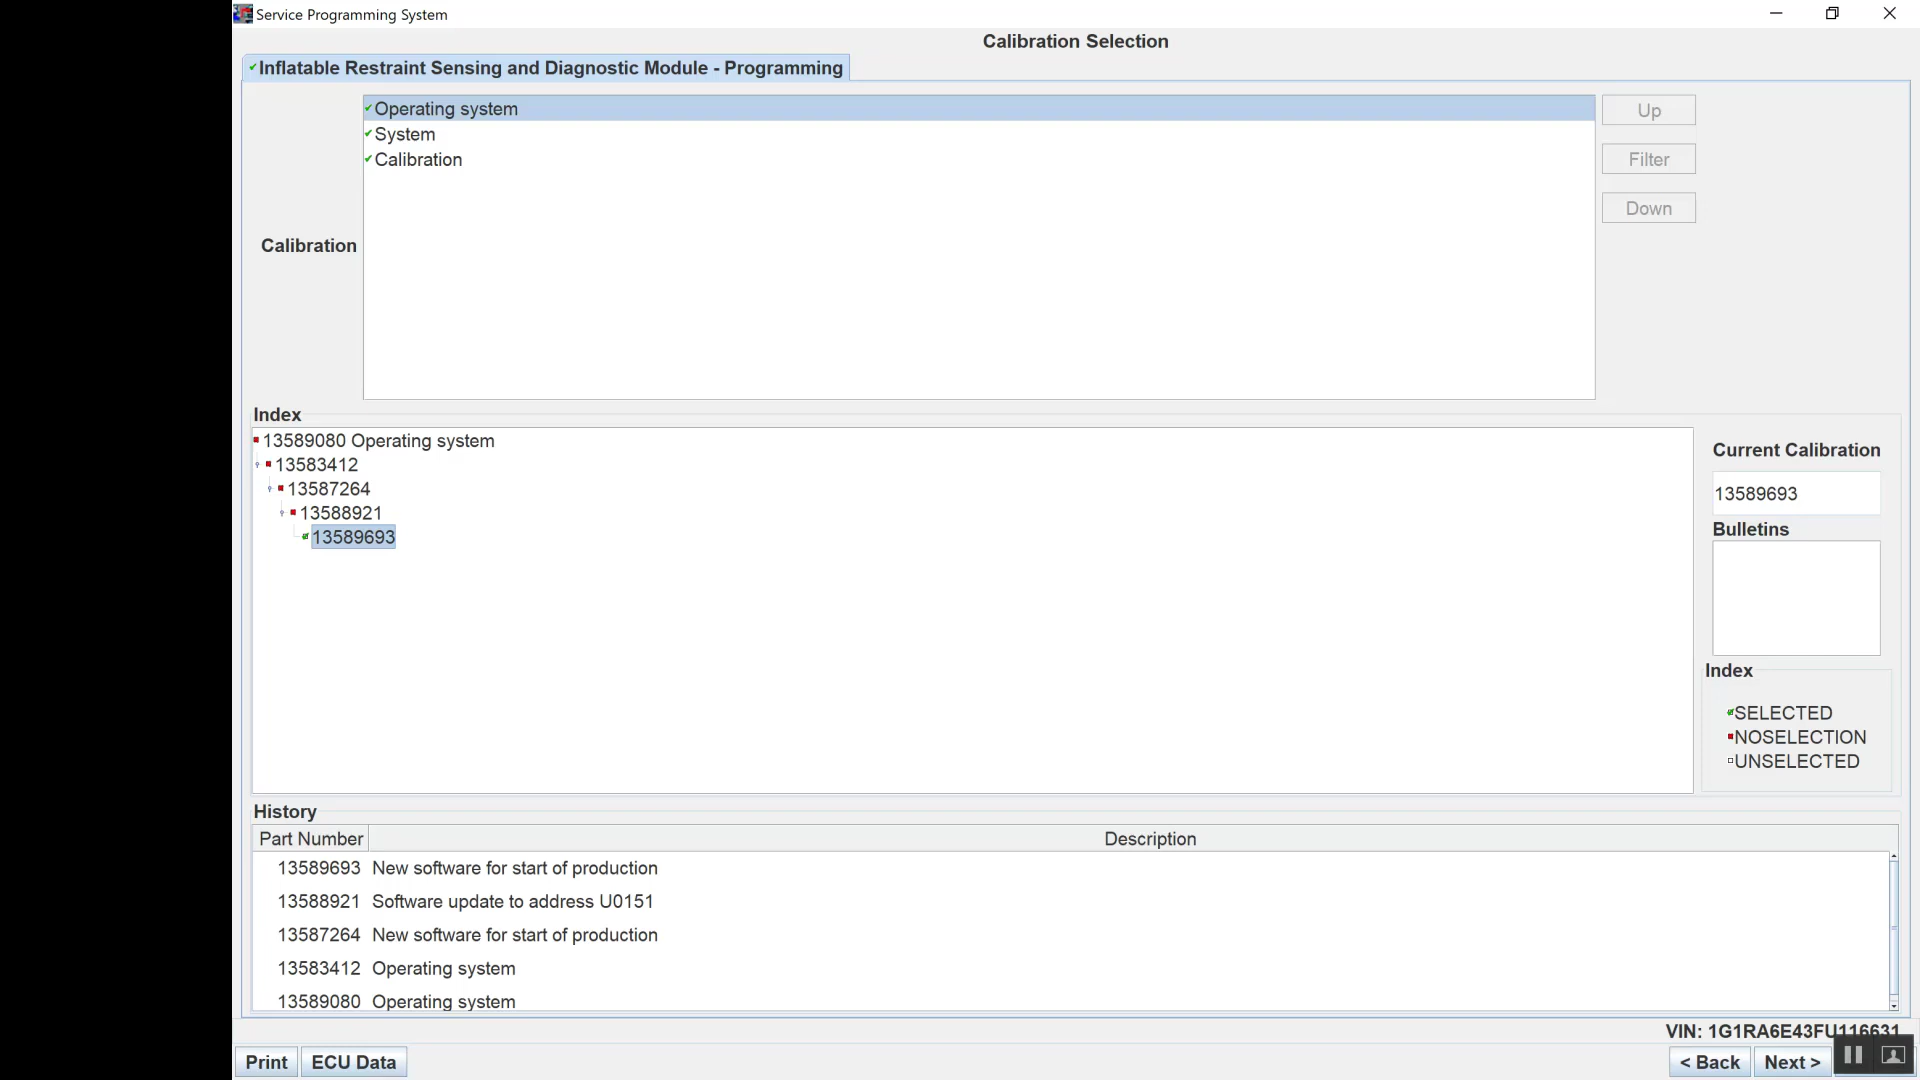 Service Programming System
Calibration Selection
Inflatable Restraint Sensing and Diagnostic Module - Programming
Operating system
System
Calibration
Up
Filter
Down
Calibration
Index
13589080 Operating system
13583412
13587264
13588921
13589693
Current Calibration
13589693
Bulletins
Index
SELECTED
NOSELECTION
UNSELECTED
History
Part Number Description
13589693 New software for start of production
13588921 Software update to address U0151
13587264 New software for start of production
13583412 Operating system
13589080 Operating system
VIN: 1G1RA6E43FU116631
Print ECU Data < Back Next >